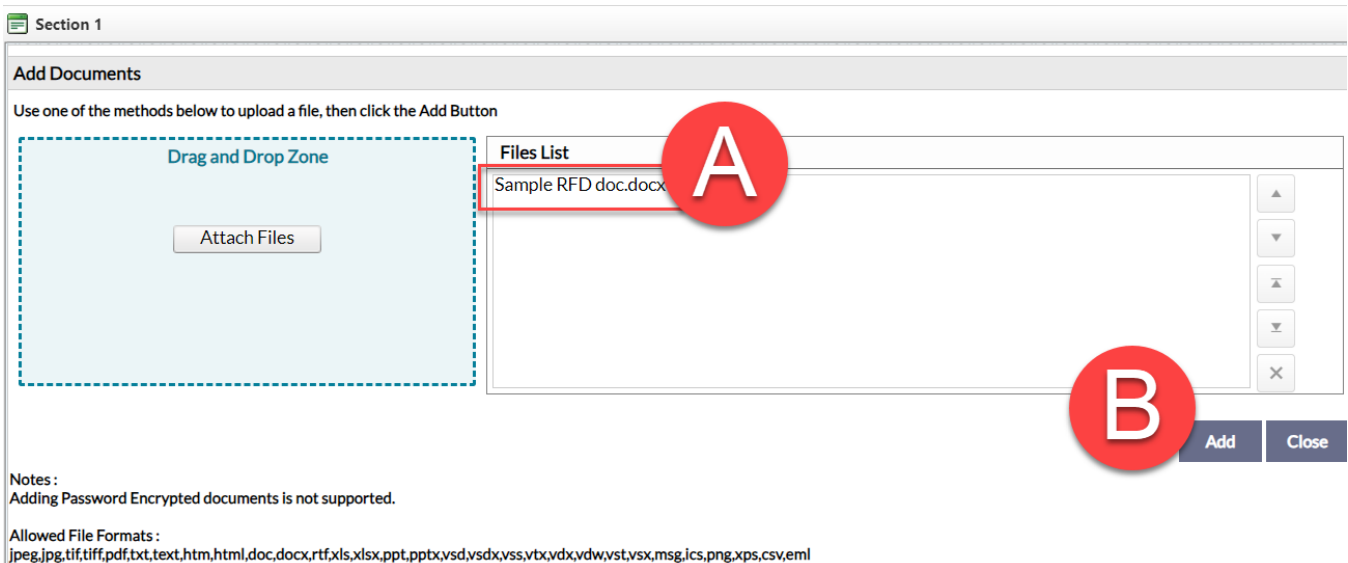 Section 1
Add Documents
Use one of the methods below to upload a file, then click the Add Button
Drag and Drop Zone
Attach Files
Files List
Sample RFD doc.docx
A
B
Add
Close
Notes :
Adding Password Encrypted documents is not supported.
Allowed File Formats :
jpeg,jpg,tif,tiff,pdf,txt,text,htm,html,doc,docx,rtf,xls,xlsx,ppt,pptx,vsd,vsdx,vss,vtx,vdx,vdw,vst,vsx,msg,ics,png,xps,csv,eml